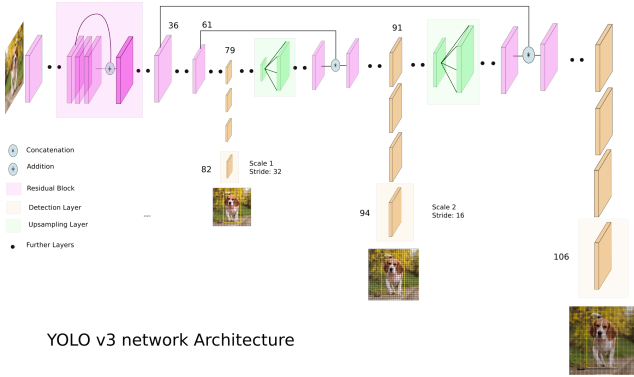 36
61
91
79
82
Scale 1
Stride: 32
94
Scale 2
Stride: 16
106
Concatenation
Addition
Residual Block
Detection Layer
Upsampling Layer
...
Further Layers
YOLO v3 network Architecture